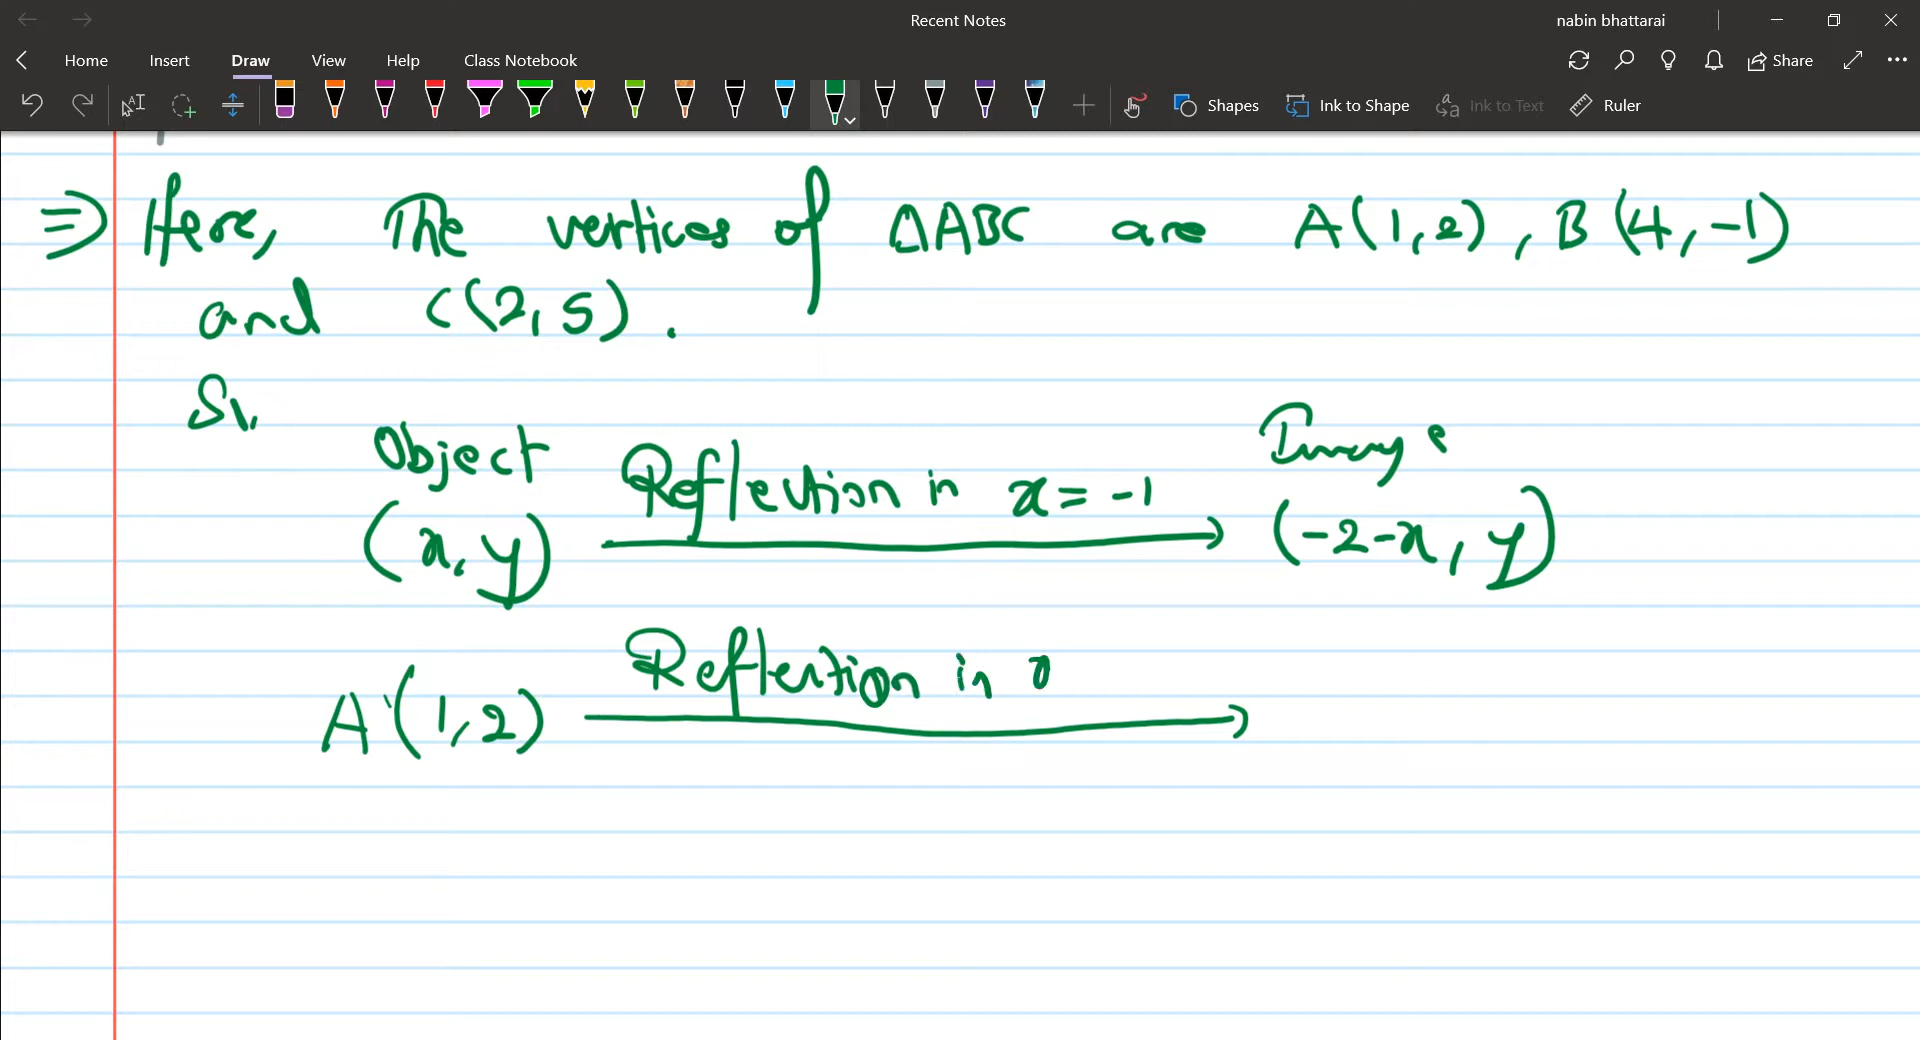 Recent Notes
nabin bhattarai
Home Insert Draw View Help Class Notebook
Share
Shapes Ink to Shape Ink to Text Ruler
⇒ Here, The vertices of ΔABC are A(1,2), B(4,-1)
and C(2,5).
Object Image
Reflection in x = -1
(x,y) (-2-x, y)
Reflection in
A'(1,2)